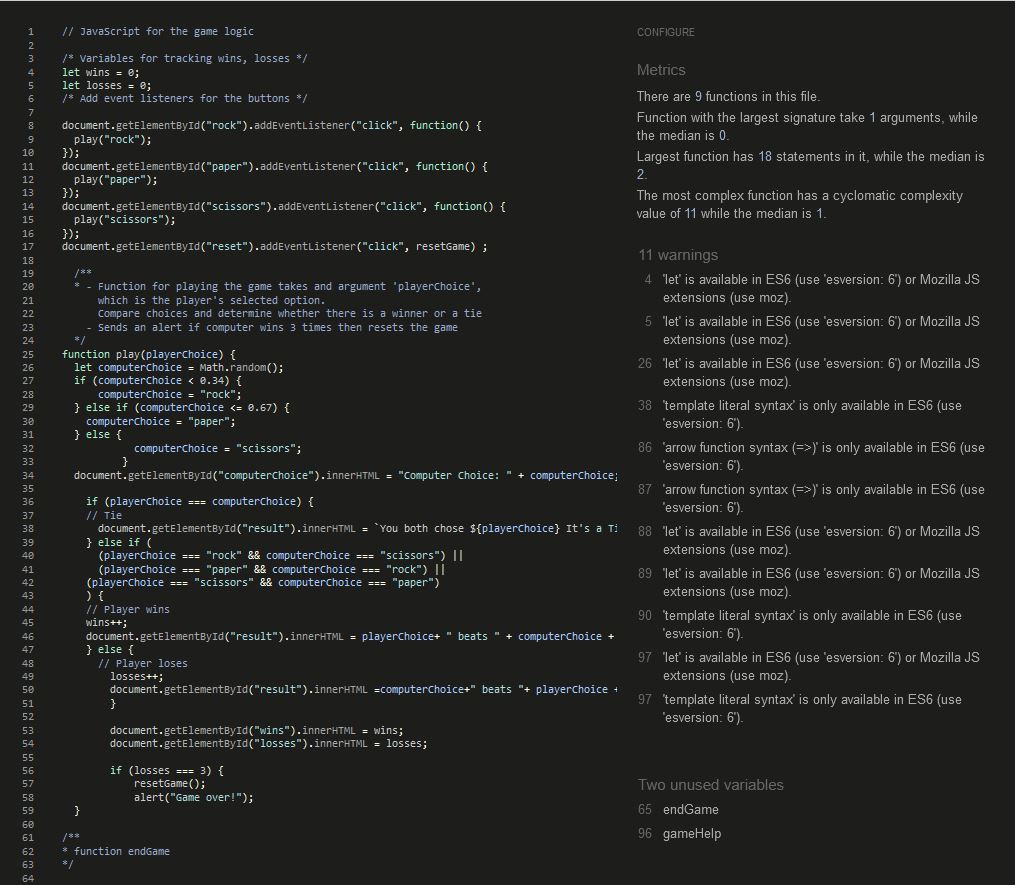 1 // JavaScript for the game logic
2
3 /* Variables for tracking wins, losses */
4 let wins = 0;
5 let losses = 0;
6 /* Add event listeners for the buttons */
7
8 document.getElementById("rock").addEventListener("click", function() {
9   play("rock");
10 });
11 document.getElementById("paper").addEventListener("click", function() {
12   play("paper");
13 });
14 document.getElementById("scissors").addEventListener("click", function() {
15   play("scissors");
16 });
17 document.getElementById("reset").addEventListener("click", resetGame) ;
18
19   /**
20   * - Function for playing the game takes and argument 'playerChoice',
21       which is the player's selected option.
22       Compare choices and determine whether there is a winner or a tie
23     - Sends an alert if computer wins 3 times then resets the game
24   */
25 function play(playerChoice) {
26   let computerChoice = Math.random();
27   if (computerChoice < 0.34) {
28       computerChoice = "rock";
29   } else if (computerChoice <= 0.67) {
30     computerChoice = "paper";
31   } else {
32             computerChoice = "scissors";
33           }
34   document.getElementById("computerChoice").innerHTML = "Computer Choice: " + computerChoice;
35
36     if (playerChoice === computerChoice) {
37     // Tie
38       document.getElementById("result").innerHTML = `You both chose ${playerChoice} It's a Ti
39     } else if (
40       (playerChoice === "rock" && computerChoice === "scissors") ||
41       (playerChoice === "paper" && computerChoice === "rock") ||
42     (playerChoice === "scissors" && computerChoice === "paper")
43     ) {
44     // Player wins
45     wins++;
46     document.getElementById("result").innerHTML = playerChoice+ " beats " + computerChoice +
47     } else {
48       // Player loses
49         losses++;
50         document.getElementById("result").innerHTML =computerChoice+" beats "+ playerChoice +
51         }
52
53         document.getElementById("wins").innerHTML = wins;
54         document.getElementById("losses").innerHTML = losses;
55
56         if (losses === 3) {
57             resetGame();
58             alert("Game over!");
59   }
60
61 /**
62 * function endGame
63 */
64
CONFIGURE
Metrics
There are 9 functions in this file.
Function with the largest signature take 1 arguments, while
the median is 0.
Largest function has 18 statements in it, while the median is
2.
The most complex function has a cyclomatic complexity
value of 11 while the median is 1.
11 warnings
4 'let' is available in ES6 (use 'esversion: 6') or Mozilla JS
extensions (use moz).
5 'let' is available in ES6 (use 'esversion: 6') or Mozilla JS
extensions (use moz).
26 'let' is available in ES6 (use 'esversion: 6') or Mozilla JS
extensions (use moz).
38 'template literal syntax' is only available in ES6 (use
'esversion: 6').
86 'arrow function syntax (=>)' is only available in ES6 (use
'esversion: 6').
87 'arrow function syntax (=>)' is only available in ES6 (use
'esversion: 6').
88 'let' is available in ES6 (use 'esversion: 6') or Mozilla JS
extensions (use moz).
89 'let' is available in ES6 (use 'esversion: 6') or Mozilla JS
extensions (use moz).
90 'template literal syntax' is only available in ES6 (use
'esversion: 6').
97 'let' is available in ES6 (use 'esversion: 6') or Mozilla JS
extensions (use moz).
97 'template literal syntax' is only available in ES6 (use
'esversion: 6').
Two unused variables
65 endGame
96 gameHelp